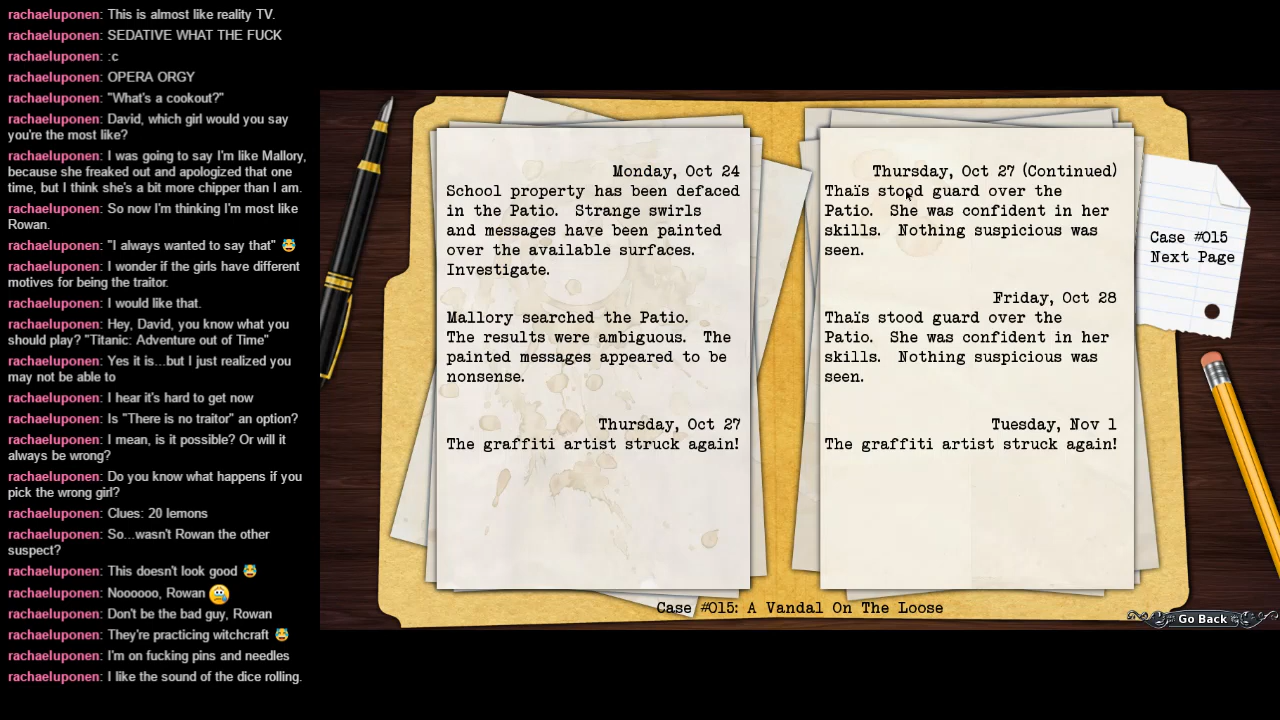 rachaeluponen: This is almost like reality TV.
rachaeluponen: SEDATIVE WHAT THE FUCK
rachaeluponen: :c
rachaeluponen: OPERA ORGY
rachaeluponen: "What's a cookout?"
rachaeluponen: David, which girl would you say
you're the most like?
rachaeluponen: I was going to say I'm like Mallory,
because she freaked out and apologized that one
time, but I think she's a bit more chipper than I am.
rachaeluponen: So now I'm thinking I'm most like
Rowan.
rachaeluponen: "I always wanted to say that" 😅
rachaeluponen: I wonder if the girls have different
motives for being the traitor.
rachaeluponen: I would like that.
rachaeluponen: Hey, David, you know what you
should play? "Titanic: Adventure out of Time"
rachaeluponen: Yes it is...but I just realized you
may not be able to
rachaeluponen: I hear it's hard to get now
rachaeluponen: Is "There is no traitor" an option?
rachaeluponen: I mean, is it possible? Or will it
always be wrong?
rachaeluponen: Do you know what happens if you
pick the wrong girl?
rachaeluponen: Clues: 20 lemons
rachaeluponen: So...wasn't Rowan the other
suspect?
rachaeluponen: This doesn't look good 😅
rachaeluponen: Noooooo, Rowan 😢
rachaeluponen: Don't be the bad guy, Rowan
rachaeluponen: They're practicing witchcraft 😅
rachaeluponen: I'm on fucking pins and needles
rachaeluponen: I like the sound of the dice rolling.
Monday, Oct 24
School property has been defaced
in the Patio. Strange swirls
and messages have been painted
over the available surfaces.
Investigate.
Mallory searched the Patio.
The results were ambiguous. The
painted messages appeared to be
nonsense.
Thursday, Oct 27
The graffiti artist struck again!
Thursday, Oct 27 (Continued)
Thaïs stood guard over the
Patio. She was confident in her
skills. Nothing suspicious was
seen.
Friday, Oct 28
Thaïs stood guard over the
Patio. She was confident in her
skills. Nothing suspicious was
seen.
Tuesday, Nov 1
The graffiti artist struck again!
Case #015
Next Page
Case #015: A Vandal On The Loose
Go Back